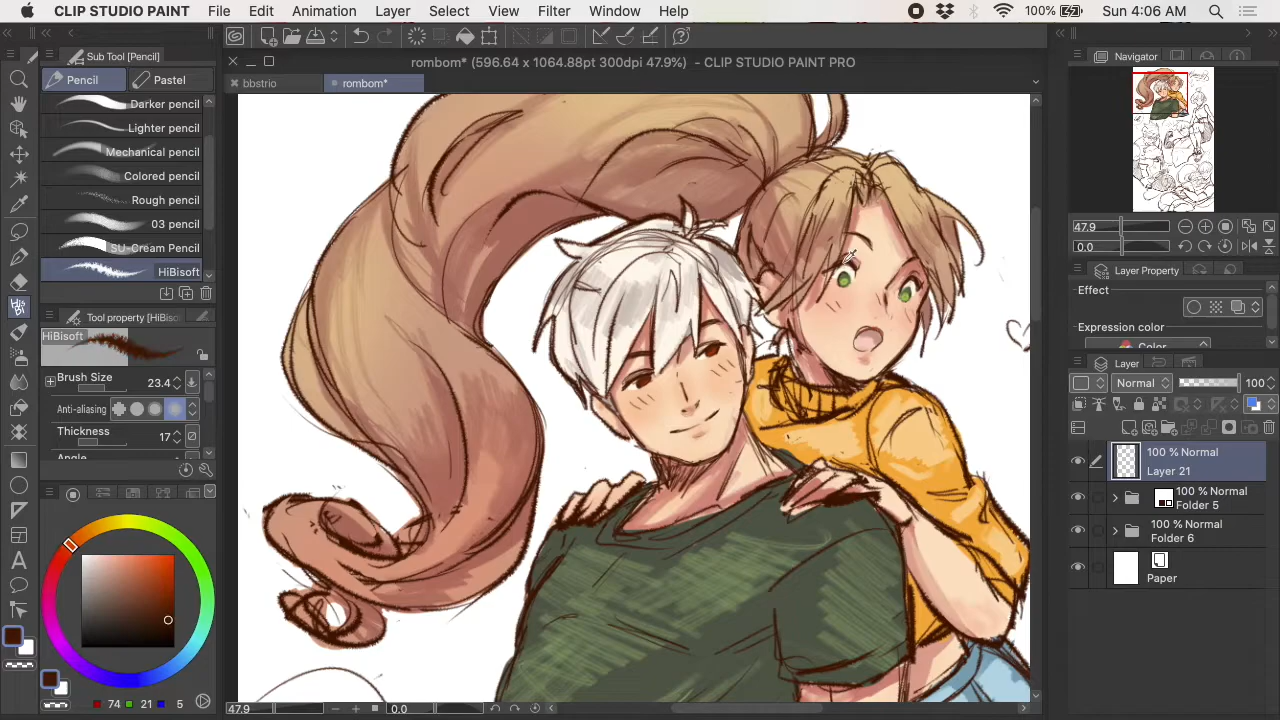 CLIP STUDIO PAINT File Edit Animation Layer Select View Filter Window Help 100% Sun 4:06 AM
Sub Tool [Pencil]
rombom* (596.64 x 1064.88pt 300dpi 47.9%) - CLIP STUDIO PAINT PRO
Navigator
Pencil Pastel
bbstrio rombom*
Darker pencil
Lighter pencil
Mechanical pencil
Colored pencil
Rough pencil
03 pencil
SU-Cream Pencil
HiBisoft
47.9
0.0
Layer Property
Effect
Expression color
Color
Tool property [HiBisof
HiBisoft
Brush Size 23.4
Anti-aliasing
Thickness 17
Layer
Normal 100
100 % Normal
Layer 21
100 % Normal
Folder 5
100 % Normal
Folder 6
Paper
74 21 5
47.9 0.0